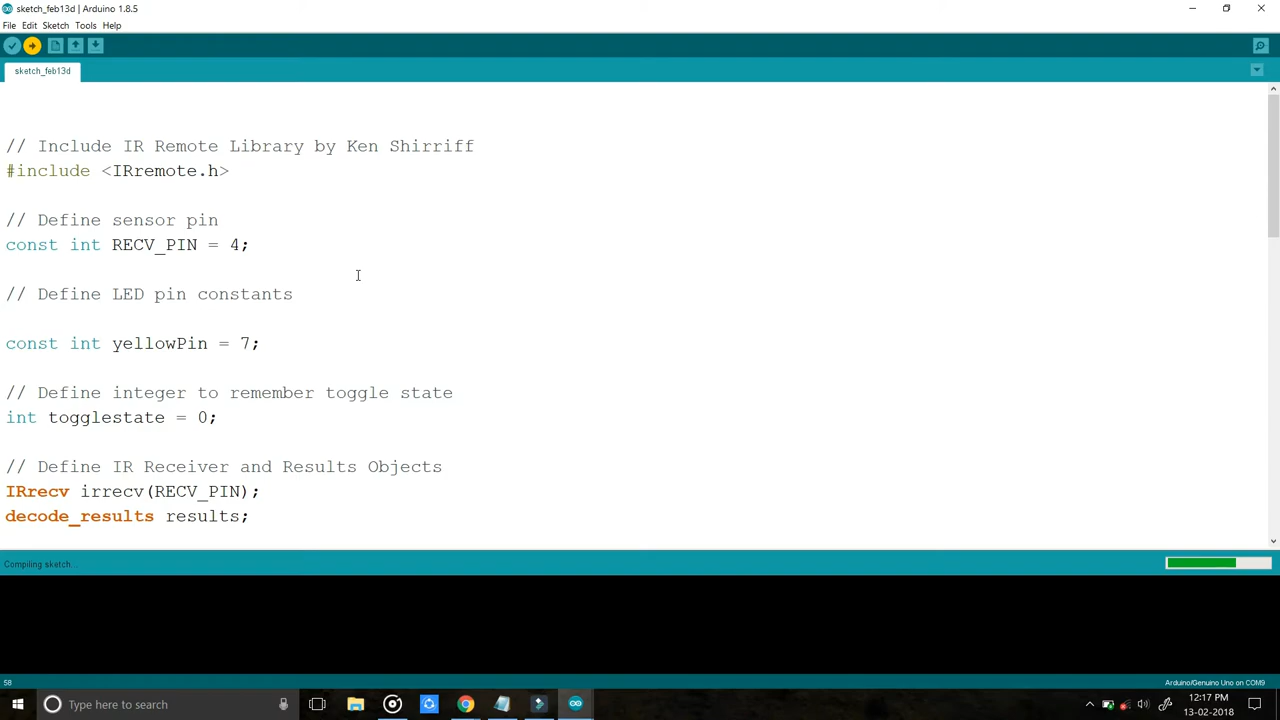 sketch_feb13d | Arduino 1.8.5
File Edit Sketch Tools Help
sketch_feb13d
// Include IR Remote Library by Ken Shirriff
#include <IRremote.h>
// Define sensor pin
const int RECV_PIN = 4;
// Define LED pin constants
const int yellowPin = 7;
// Define integer to remember toggle state
int togglestate = 0;
// Define IR Receiver and Results Objects
IRrecv irrecv(RECV_PIN);
decode_results results;
Compiling sketch...
58
Arduino/Genuino Uno on COM9
Type here to search
12:17 PM
13-02-2018